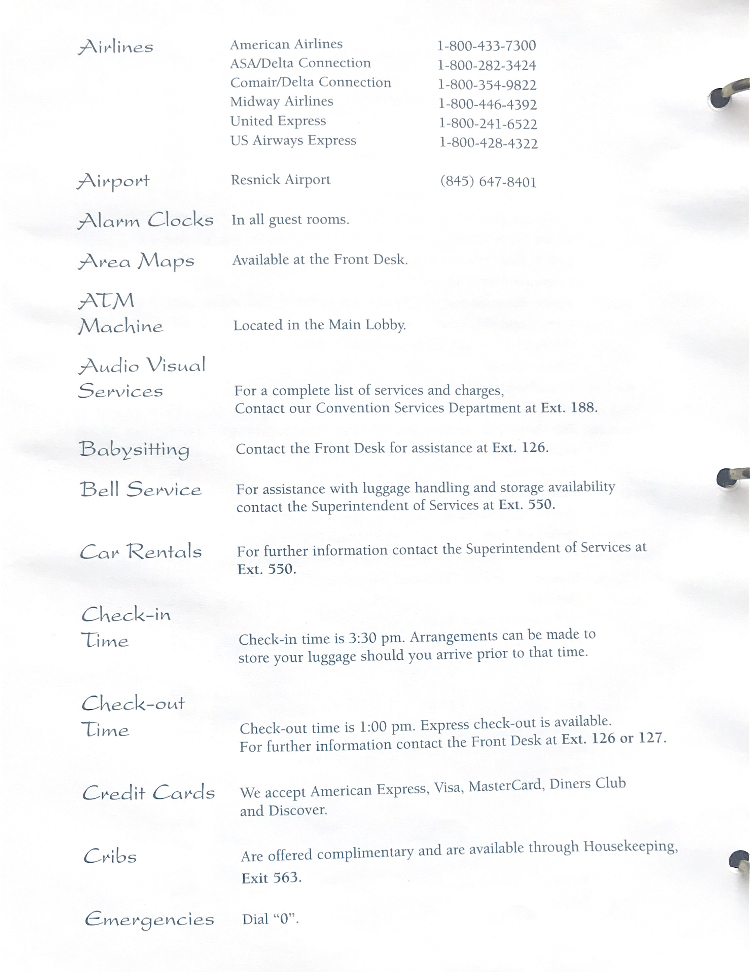 Airlines American Airlines 1-800-433-7300
ASA/Delta Connection 1-800-282-3424
Comair/Delta Connection 1-800-354-9822
Midway Airlines 1-800-446-4392
United Express 1-800-241-6522
US Airways Express 1-800-428-4322
Airport Resnick Airport (845) 647-8401
Alarm Clocks In all guest rooms.
Area Maps Available at the Front Desk.
ATM
Machine Located in the Main Lobby.
Audio Visual
Services For a complete list of services and charges,
Contact our Convention Services Department at Ext. 188.
Babysitting Contact the Front Desk for assistance at Ext. 126.
Bell Service For assistance with luggage handling and storage availability
contact the Superintendent of Services at Ext. 550.
Car Rentals For further information contact the Superintendent of Services at
Ext. 550.
Check-in
Time Check-in time is 3:30 pm. Arrangements can be made to
store your luggage should you arrive prior to that time.
Check-out
Time Check-out time is 1:00 pm. Express check-out is available.
For further information contact the Front Desk at Ext. 126 or 127.
Credit Cards We accept American Express, Visa, MasterCard, Diners Club
and Discover.
Cribs Are offered complimentary and are available through Housekeeping,
Exit 563.
Emergencies Dial “0”.